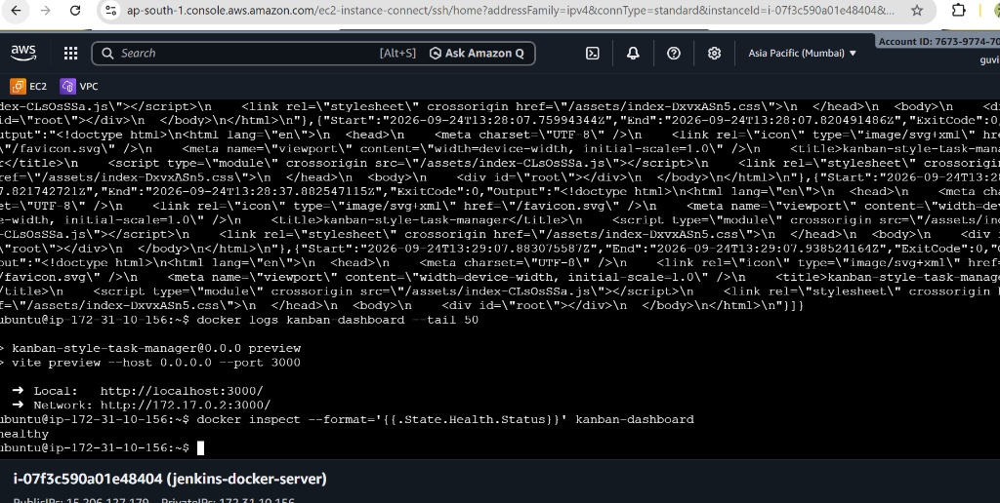 ap-south-1.console.aws.amazon.com/ec2-instance-connect/ssh/home?addressFamily=ipv4&connType=standard&instanceId=i-07f3c590a01e48404&...
aws
Search
[Alt+S]
Ask Amazon Q
Asia Pacific (Mumbai)
Account ID: 7673-9774-70
guvi
EC2
VPC
dex-CLsOsSSa.js\"></script>\n    <link rel=\"stylesheet\" crossorigin href=\"/assets/index-DxvxASn5.css\">\n  </head>\n  <body>\n    <d
id=\"root\"></div>\n  </body>\n</html>\n"},{"Start":"2026-09-24T13:28:07.75994344Z","End":"2026-09-24T13:28:07.820491486Z","ExitCode":0
utput":"<!doctype html>\n<html lang=\"en\">\n  <head>\n    <meta charset=\"UTF-8\" />\n    <link rel=\"icon\" type=\"image/svg+xml\" hr
\"/favicon.svg\" />\n    <meta name=\"viewport\" content=\"width=device-width, initial-scale=1.0\" />\n    <title>kanban-style-task-man
r</title>\n    <script type=\"module\" crossorigin src=\"/assets/index-CLsOsSSa.js\"></script>\n    <link rel=\"stylesheet\" crossorigi
ref=\"/assets/index-DxvxASn5.css\">\n  </head>\n  <body>\n    <div id=\"root\"></div>\n  </body>\n</html>\n"},{"Start":"2026-09-24T13:2
7.821742721Z","End":"2026-09-24T13:28:37.882547115Z","ExitCode":0,"Output":"<!doctype html>\n<html lang=\"en\">\n  <head>\n    <meta cha
et=\"UTF-8\" />\n    <link rel=\"icon\" type=\"image/svg+xml\" href=\"/favicon.svg\" />\n    <meta name=\"viewport\" content=\"width=dev
e-width, initial-scale=1.0\" />\n    <title>kanban-style-task-manager</title>\n    <script type=\"module\" crossorigin src=\"/assets/ind
-CLsOsSSa.js\"></script>\n    <link rel=\"stylesheet\" crossorigin href=\"/assets/index-DxvxASn5.css\">\n  </head>\n  <body>\n    <div i
\"root\"></div>\n  </body>\n</html>\n"},{"Start":"2026-09-24T13:29:07.883075587Z","End":"2026-09-24T13:29:07.938524164Z","ExitCode":0,"O
put":"<!doctype html>\n<html lang=\"en\">\n  <head>\n    <meta charset=\"UTF-8\" />\n    <link rel=\"icon\" type=\"image/svg+xml\" href=
/favicon.svg\" />\n    <meta name=\"viewport\" content=\"width=device-width, initial-scale=1.0\" />\n    <title>kanban-style-task-manage
/title>\n    <script type=\"module\" crossorigin src=\"/assets/index-CLsOsSSa.js\"></script>\n    <link rel=\"stylesheet\" crossorigin
f=\"/assets/index-DxvxASn5.css\">\n  </head>\n  <body>\n    <div id=\"root\"></div>\n  </body>\n</html>\n"}]}
ubuntu@ip-172-31-10-156:~$ docker logs kanban-dashboard --tail 50
> kanban-style-task-manager@0.0.0 preview
> vite preview --host 0.0.0.0 --port 3000
➜  Local:   http://localhost:3000/
➜  Network: http://172.17.0.2:3000/
ubuntu@ip-172-31-10-156:~$ docker inspect --format='{{.State.Health.Status}}' kanban-dashboard
healthy
ubuntu@ip-172-31-10-156:~$
i-07f3c590a01e48404 (jenkins-docker-server)
PublicIPs: 15.206.127.179   PrivateIPs: 172.31.10.156